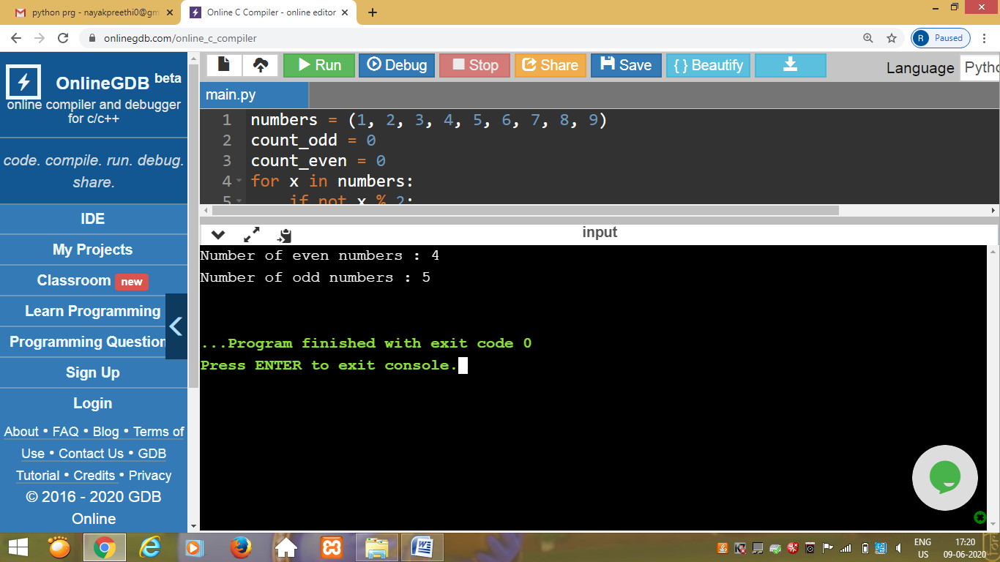 python prg - nayakpreethi0@gm
Online C Compiler - online editor
onlinegdb.com/online_c_compiler
R Paused
OnlineGDB beta
online compiler and debugger
for c/c++
code. compile. run. debug.
share.
IDE
My Projects
Classroom new
Learn Programming
Programming Question
Sign Up
Login
About • FAQ • Blog • Terms of
Use • Contact Us • GDB
Tutorial • Credits • Privacy
© 2016 - 2020 GDB
Online
Run Debug Stop Share Save { } Beautify
Language Pytho
main.py
1 numbers = (1, 2, 3, 4, 5, 6, 7, 8, 9)
2 count_odd = 0
3 count_even = 0
4 for x in numbers:
5 if not x % 2:
input
Number of even numbers : 4
Number of odd numbers : 5
...Program finished with exit code 0
Press ENTER to exit console.
ENG
US
17:20
09-06-2020